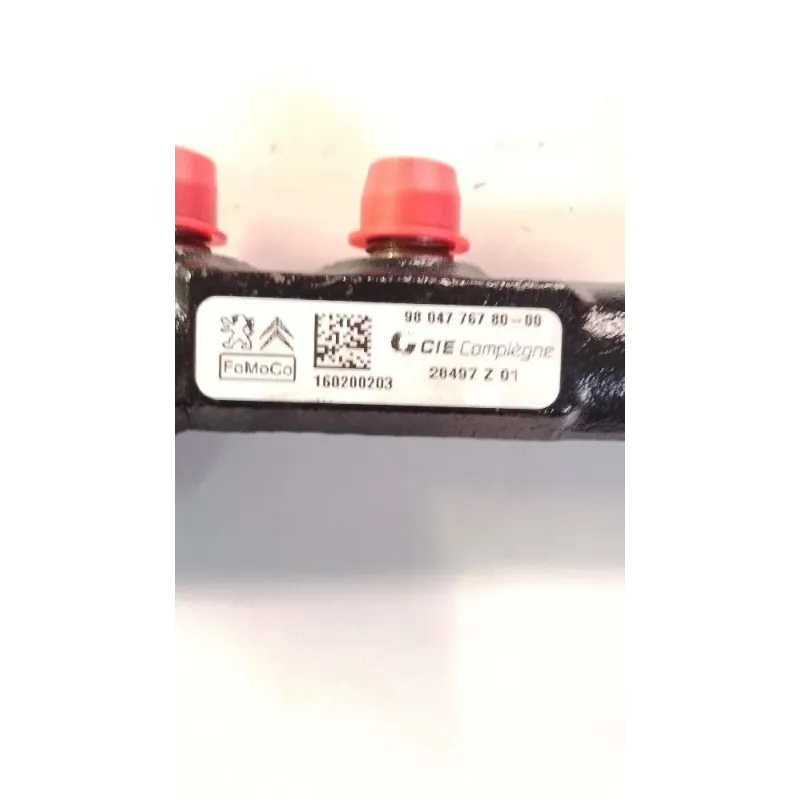 98 047 767 80-00
CIE Compiègne
FoMoCo
160200203
28497 Z 01